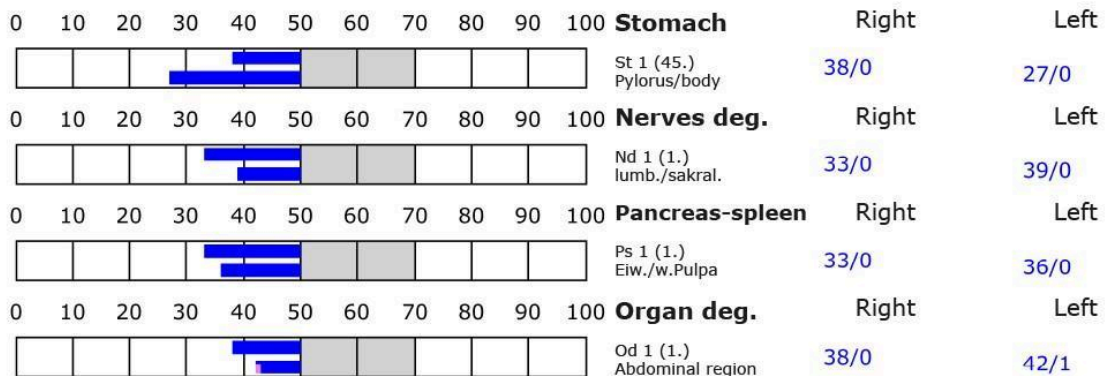 0 10 20 30 40 50 60 70 80 90 100 Stomach Right Left
St 1 (45.) 38/0 27/0
Pylorus/body
0 10 20 30 40 50 60 70 80 90 100 Nerves deg. Right Left
Nd 1 (1.) 33/0 39/0
lumb./sakral.
0 10 20 30 40 50 60 70 80 90 100 Pancreas-spleen Right Left
Ps 1 (1.) 33/0 36/0
Eiw./w.Pulpa
0 10 20 30 40 50 60 70 80 90 100 Organ deg. Right Left
Od 1 (1.) 38/0 42/1
Abdominal region